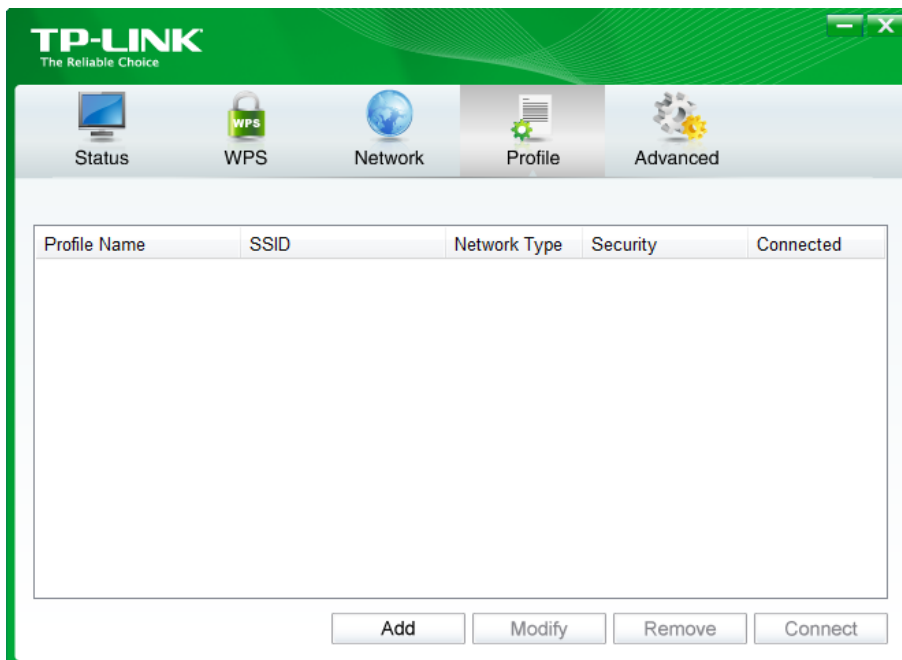 TP-LINK
The Reliable Choice
WPS
Status WPS Network Profile Advanced
Profile Name SSID Network Type Security Connected
Add Modify Remove Connect